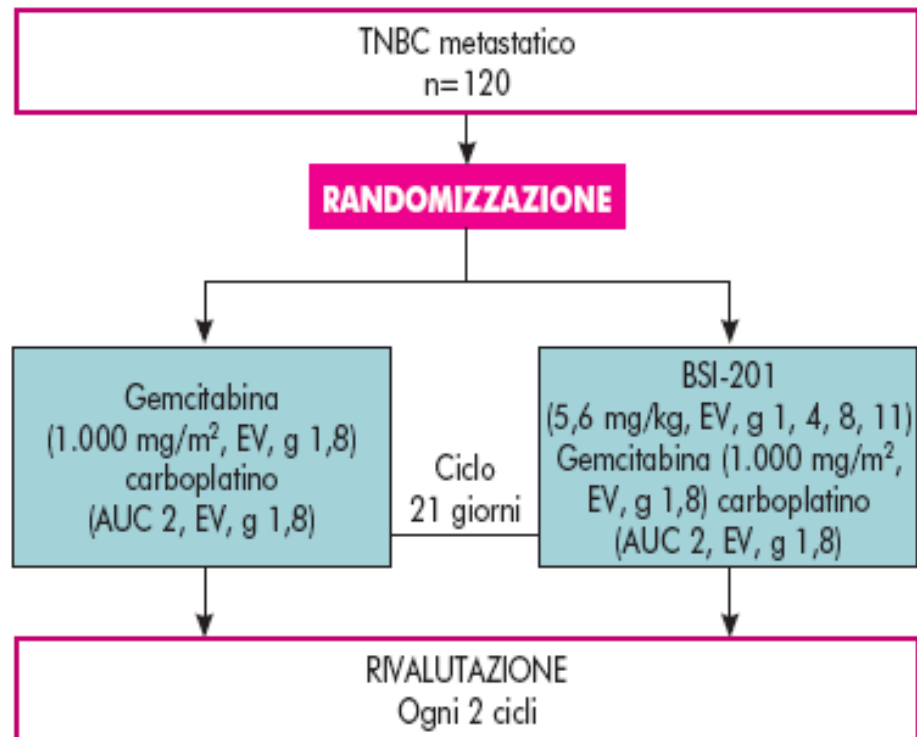 TNBC metastatico
n=120
RANDOMIZZAZIONE
Gemcitabina
(1.000 mg/m², EV, g 1,8)
carboplatino
(AUC 2, EV, g 1,8)
Ciclo
21 giorni
BSI-201
(5,6 mg/kg, EV, g 1, 4, 8, 11)
Gemcitabina (1.000 mg/m²,
EV, g 1,8) carboplatino
(AUC 2, EV, g 1,8)
RIVALUTAZIONE
Ogni 2 cicli